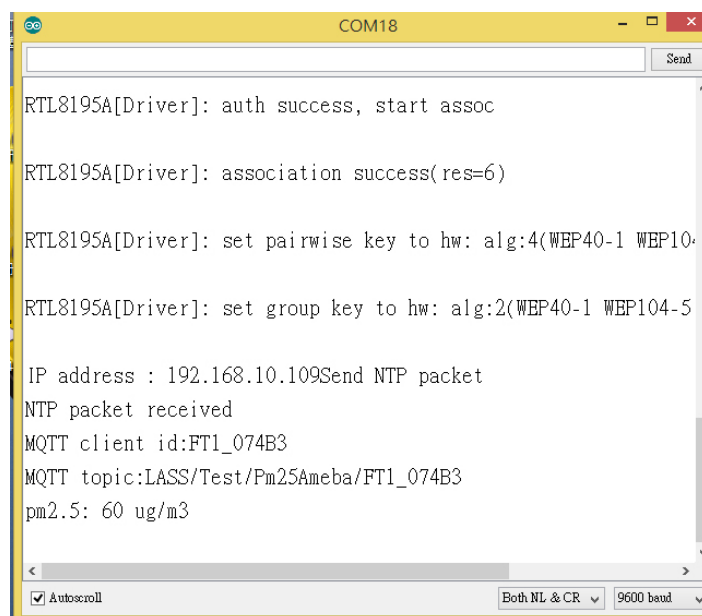 COM18
Send
RTL8195A[Driver]: auth success, start assoc
RTL8195A[Driver]: association success(res=6)
RTL8195A[Driver]: set pairwise key to hw: alg:4(WEP40-1 WEP104
RTL8195A[Driver]: set group key to hw: alg:2(WEP40-1 WEP104-5
IP address : 192.168.10.109Send NTP packet
NTP packet received
MQTT client id:FT1_074B3
MQTT topic:LASS/Test/Pm25Ameba/FT1_074B3
pm2.5: 60 ug/m3
Autoscroll
Both NL & CR
9600 baud